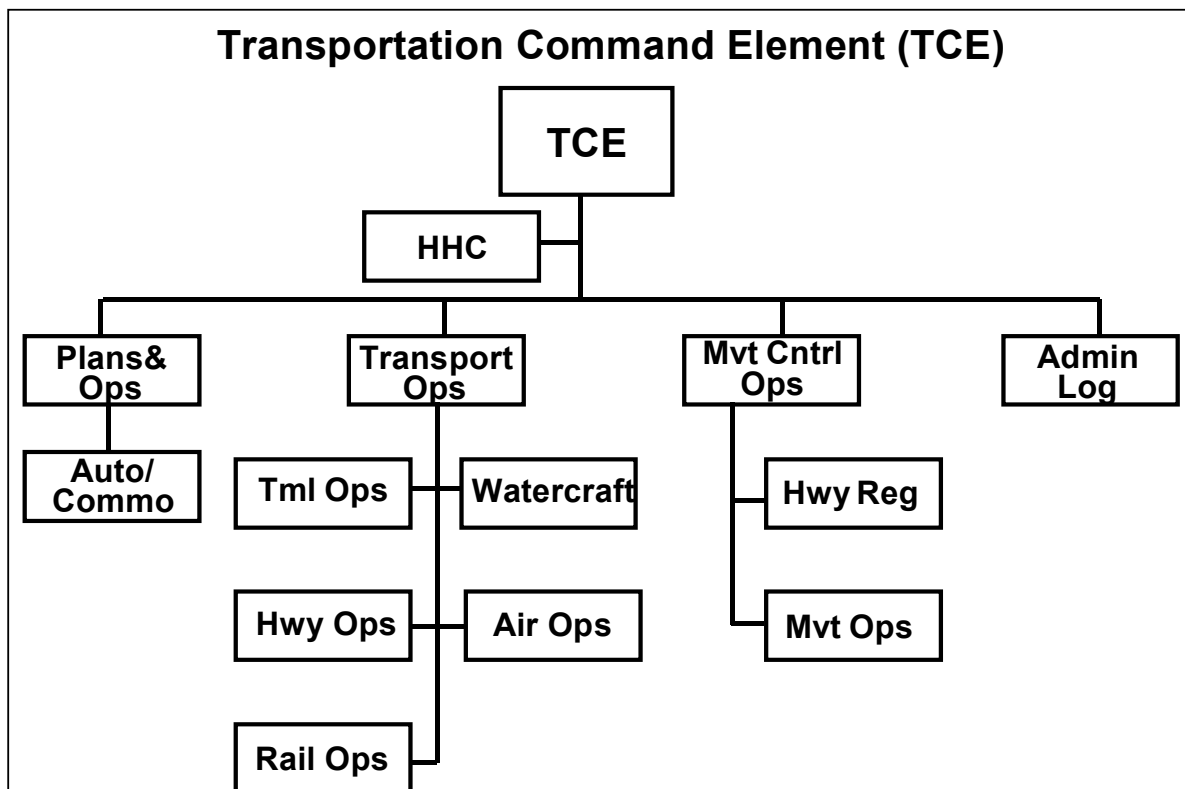 Transportation Command Element (TCE)
TCE
HHC
Plans&
Ops
Transport
Ops
Mvt Cntrl
Ops
Admin
Log
Auto/
Commo
Tml Ops
Watercraft
Hwy Reg
Hwy Ops
Air Ops
Mvt Ops
Rail Ops